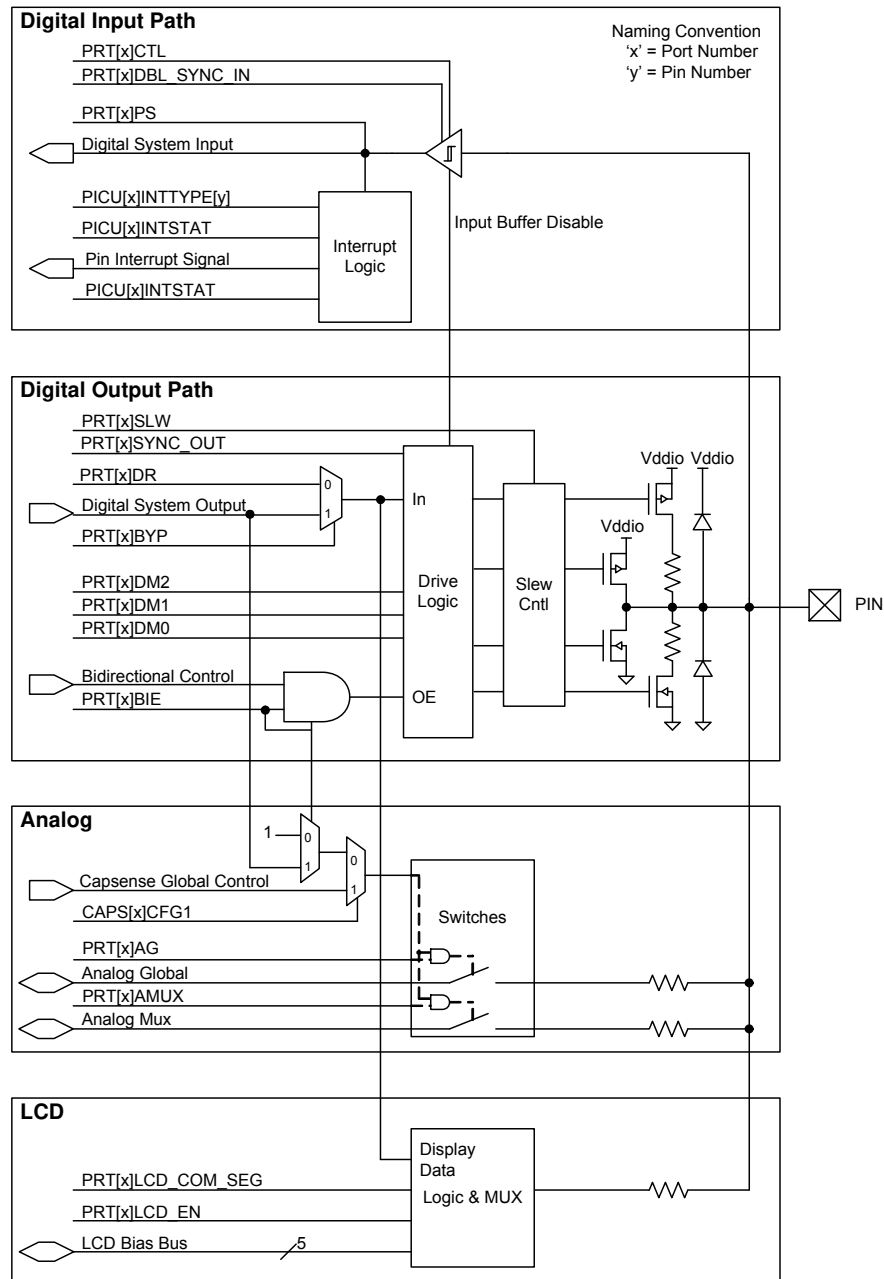 Digital Input Path
Naming Convention
'x' = Port Number
'y' = Pin Number
PRT[x]CTL
PRT[x]DBL_SYNC_IN
PRT[x]PS
Digital System Input
PICU[x]INTTYPE[y]
PICU[x]INTSTAT
Pin Interrupt Signal
PICU[x]INTSTAT
Interrupt
Logic
Input Buffer Disable
Digital Output Path
PRT[x]SLW
PRT[x]SYNC_OUT
PRT[x]DR
Digital System Output
PRT[x]BYP
0
1
In
PRT[x]DM2
PRT[x]DM1
PRT[x]DM0
Drive
Logic
Slew
Cntl
Vddio Vddio
Vddio
PIN
Bidirectional Control
PRT[x]BIE
OE
Analog
1
0
1
0
1
Capsense Global Control
CAPS[x]CFG1
Switches
PRT[x]AG
Analog Global
PRT[x]AMUX
Analog Mux
LCD
Display
Data
Logic & MUX
PRT[x]LCD_COM_SEG
PRT[x]LCD_EN
LCD Bias Bus
5